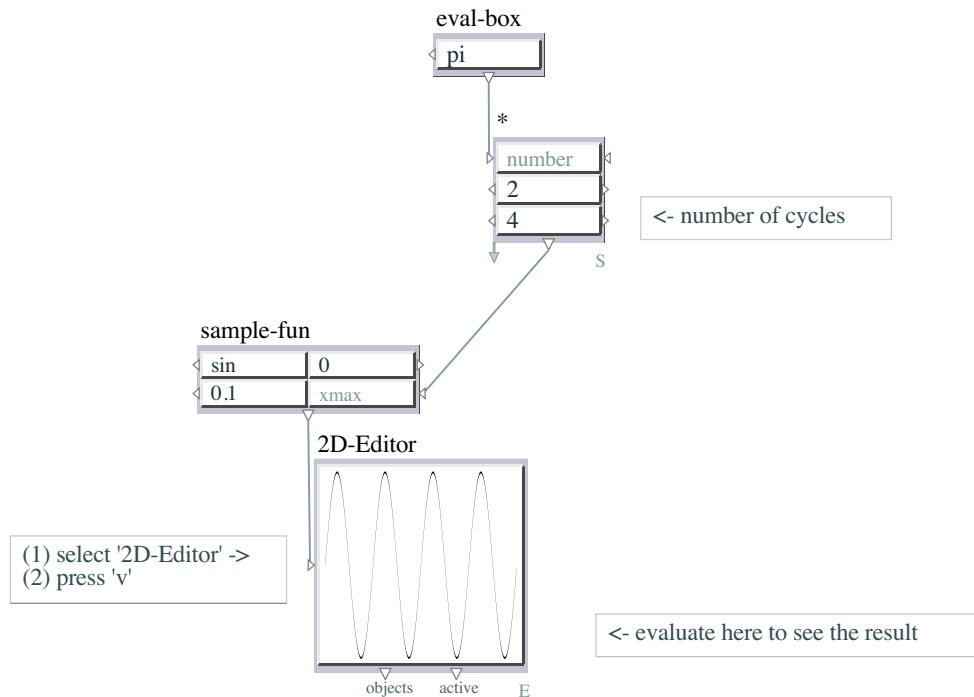 eval-box
pi
*
number
2
4
<- number of cycles
S
sample-fun
sin 0
0.1 xmax
2D-Editor
(1) select '2D-Editor' ->
(2) press 'v'
<- evaluate here to see the result
objects active
E